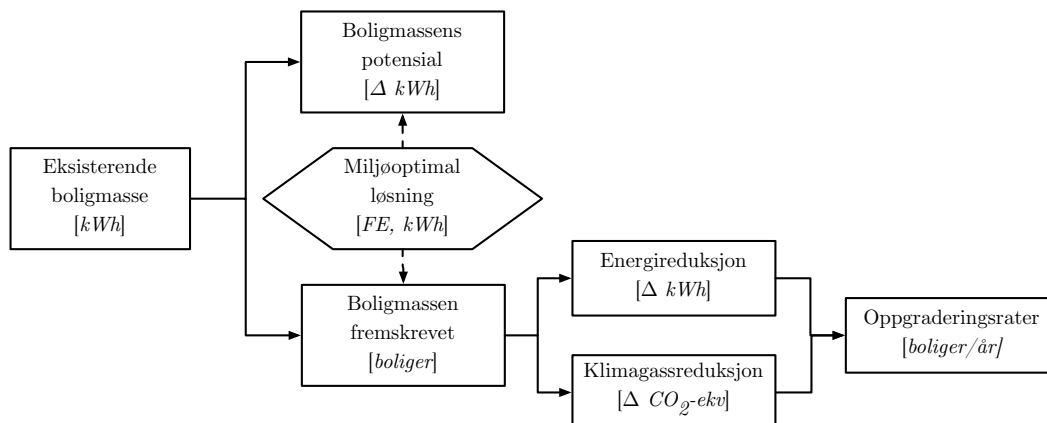 Boligmassens
potensial
[Δ kWh]
Eksisterende
boligmasse
[kWh]
Miljøoptimal
løsning
[FE, kWh]
Boligmassen
fremskrevet
[boliger]
Energireduksjon
[Δ kWh]
Klimagassreduksjon
[Δ CO₂-ekv]
Oppgraderingsrater
[boliger/år]